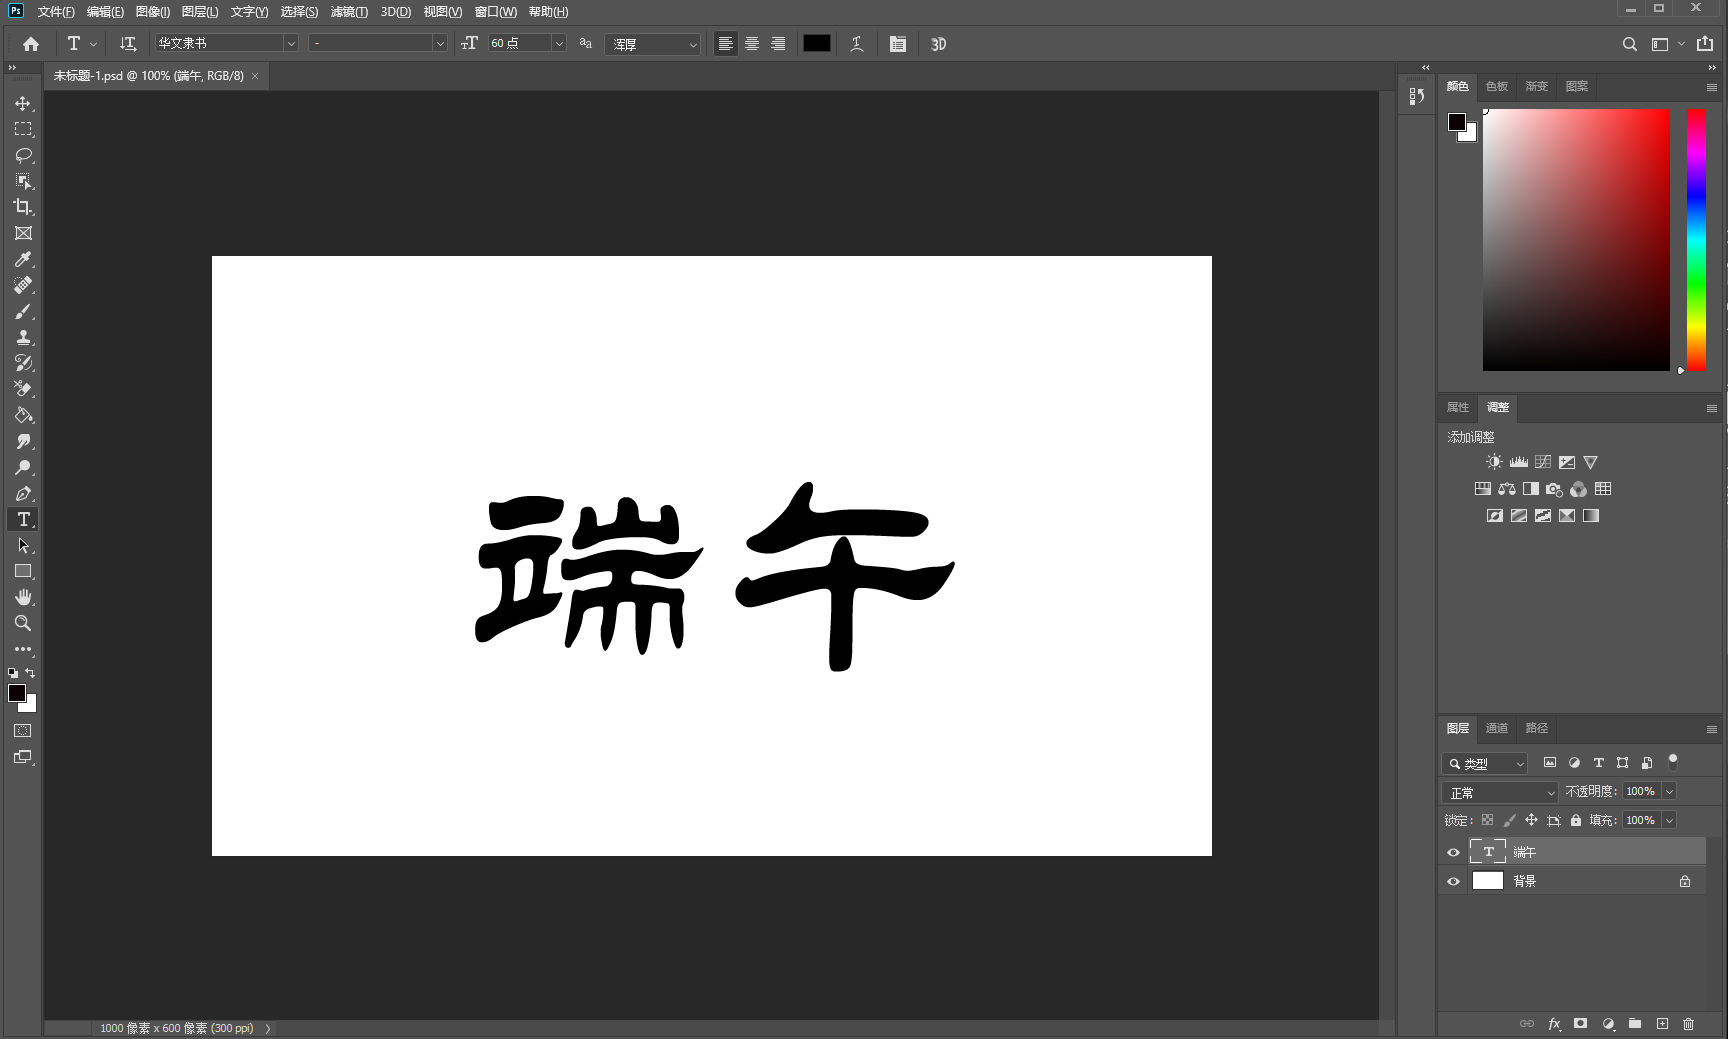 Ps 文件(F) 编辑(E) 图像(I) 图层(L) 文字(Y) 选择(S) 滤镜(T) 3D(D) 视图(V) 窗口(W) 帮助(H)
T 华文隶书 - 60 点 aa 浑厚 3D
未标题-1.psd @ 100% (端午, RGB/8) ×
颜色 色板 渐变 图案
端午
属性 调整
添加调整
图层 通道 路径
类型
正常 不透明度: 100%
锁定: 填充: 100%
T 端午
背景
fx
1000 像素 x 600 像素 (300 ppi)